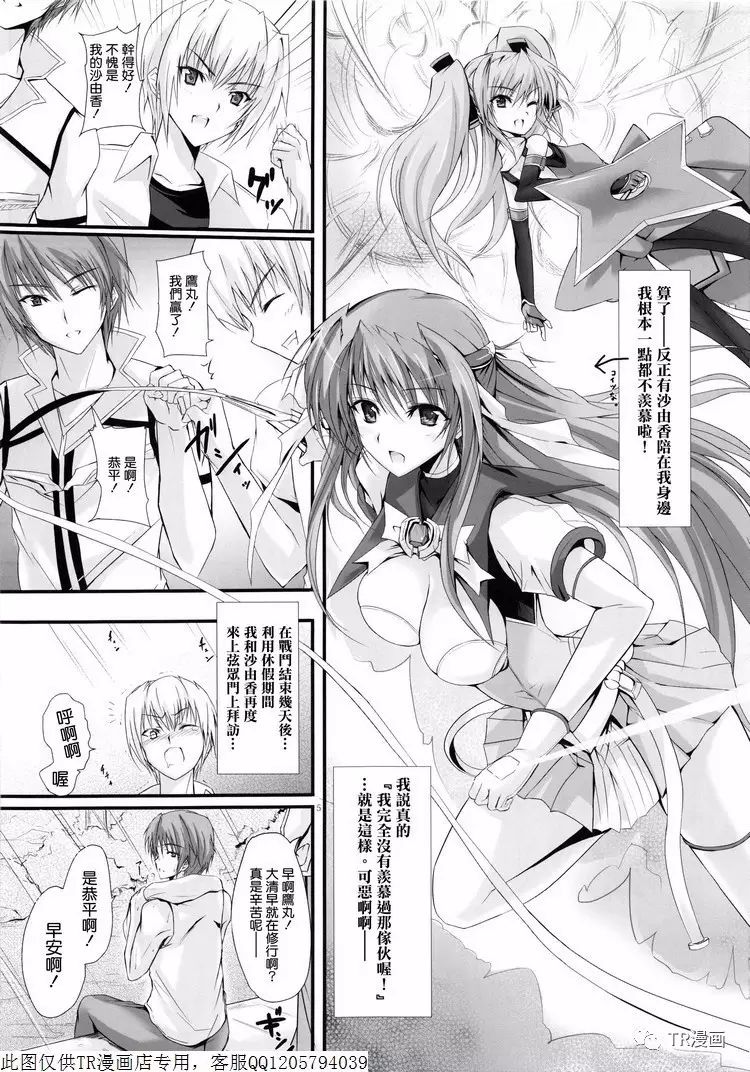 幹得好！
不愧是
我的沙由香！
鷹丸！
我們贏了！
是啊！
恭平！
算了——反正有沙由香陪在我身邊
我根本一點都不羨慕啦！
コイツな。
在戰鬥結束幾天後…
利用休假期間
我和沙由香再度
來上弦眾門上拜訪…
呼啊啊
喔
我說真的
『我完全沒有羨慕過那傢伙喔！』
…就是這樣。可惡啊啊——
早啊鷹丸！
大清早就在修行啊？
真是辛苦呢——
是恭平啊！
早安啊！
5
TR漫画
此图仅供TR漫画店专用，客服QQ1205794039